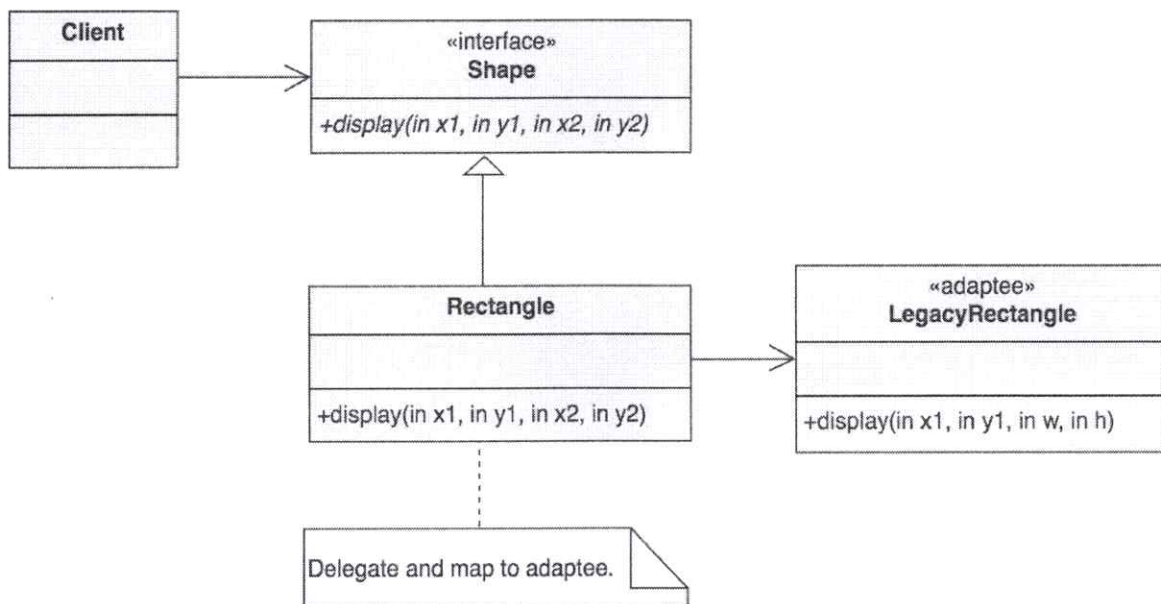 Client
«interface»
Shape
+display(in x1, in y1, in x2, in y2)
Rectangle
+display(in x1, in y1, in x2, in y2)
«adaptee»
LegacyRectangle
+display(in x1, in y1, in w, in h)
Delegate and map to adaptee.